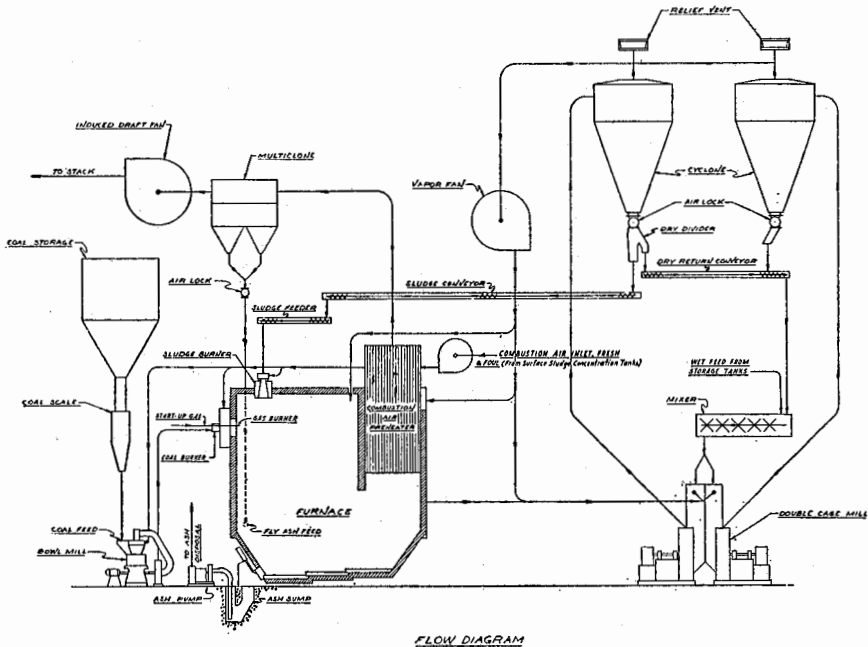 RELIEF VENT
INDUCED DRAFT FAN
MULTICLONE
TO STACK
VAPOR FAN
CYCLONE
COAL STORAGE
AIR LOCK
DRY DIVIDER
DRY RETURN CONVEYOR
SLUDGE CONVEYOR
AIR LOCK
SLUDGE FEEDER
SLUDGE BURNER
COMBUSTION AIR INLET, FRESH
& FOUL (From Surface Sludge Concentration Tanks)
WET FEED FROM
STORAGE TANKS
MIXER
COAL SCALE
START-UP GAS
GAS BURNER
COMBUSTION
AIR
PREHEATER
COAL BURNER
FURNACE
DOUBLE CAGE MILL
COAL FEED
BOWL MILL
TO ASH
DISPOSAL
FLY ASH FEED
ASH PUMP
ASH SUMP
FLOW DIAGRAM